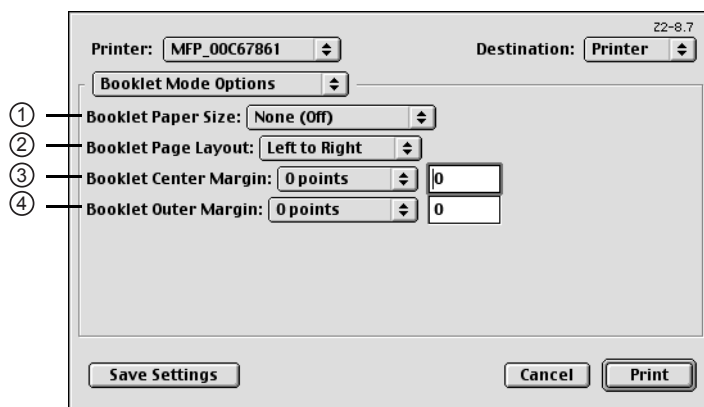 Z2-8.7
Printer: MFP_00C67861 Destination: Printer
Booklet Mode Options
① Booklet Paper Size: None (Off)
② Booklet Page Layout: Left to Right
③ Booklet Center Margin: 0 points 0
④ Booklet Outer Margin: 0 points 0
Save Settings Cancel Print